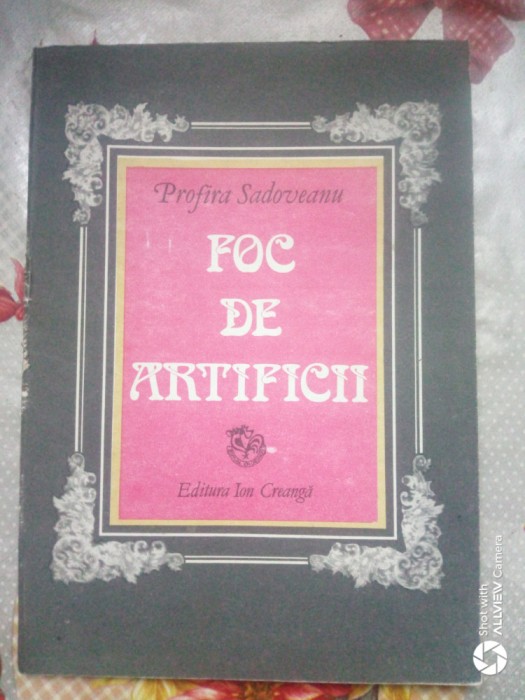 Profira Sadoveanu
FOC
DE
ARTIFICII
Editura Ion Creangă
Shot with
ALLVIEW Camera